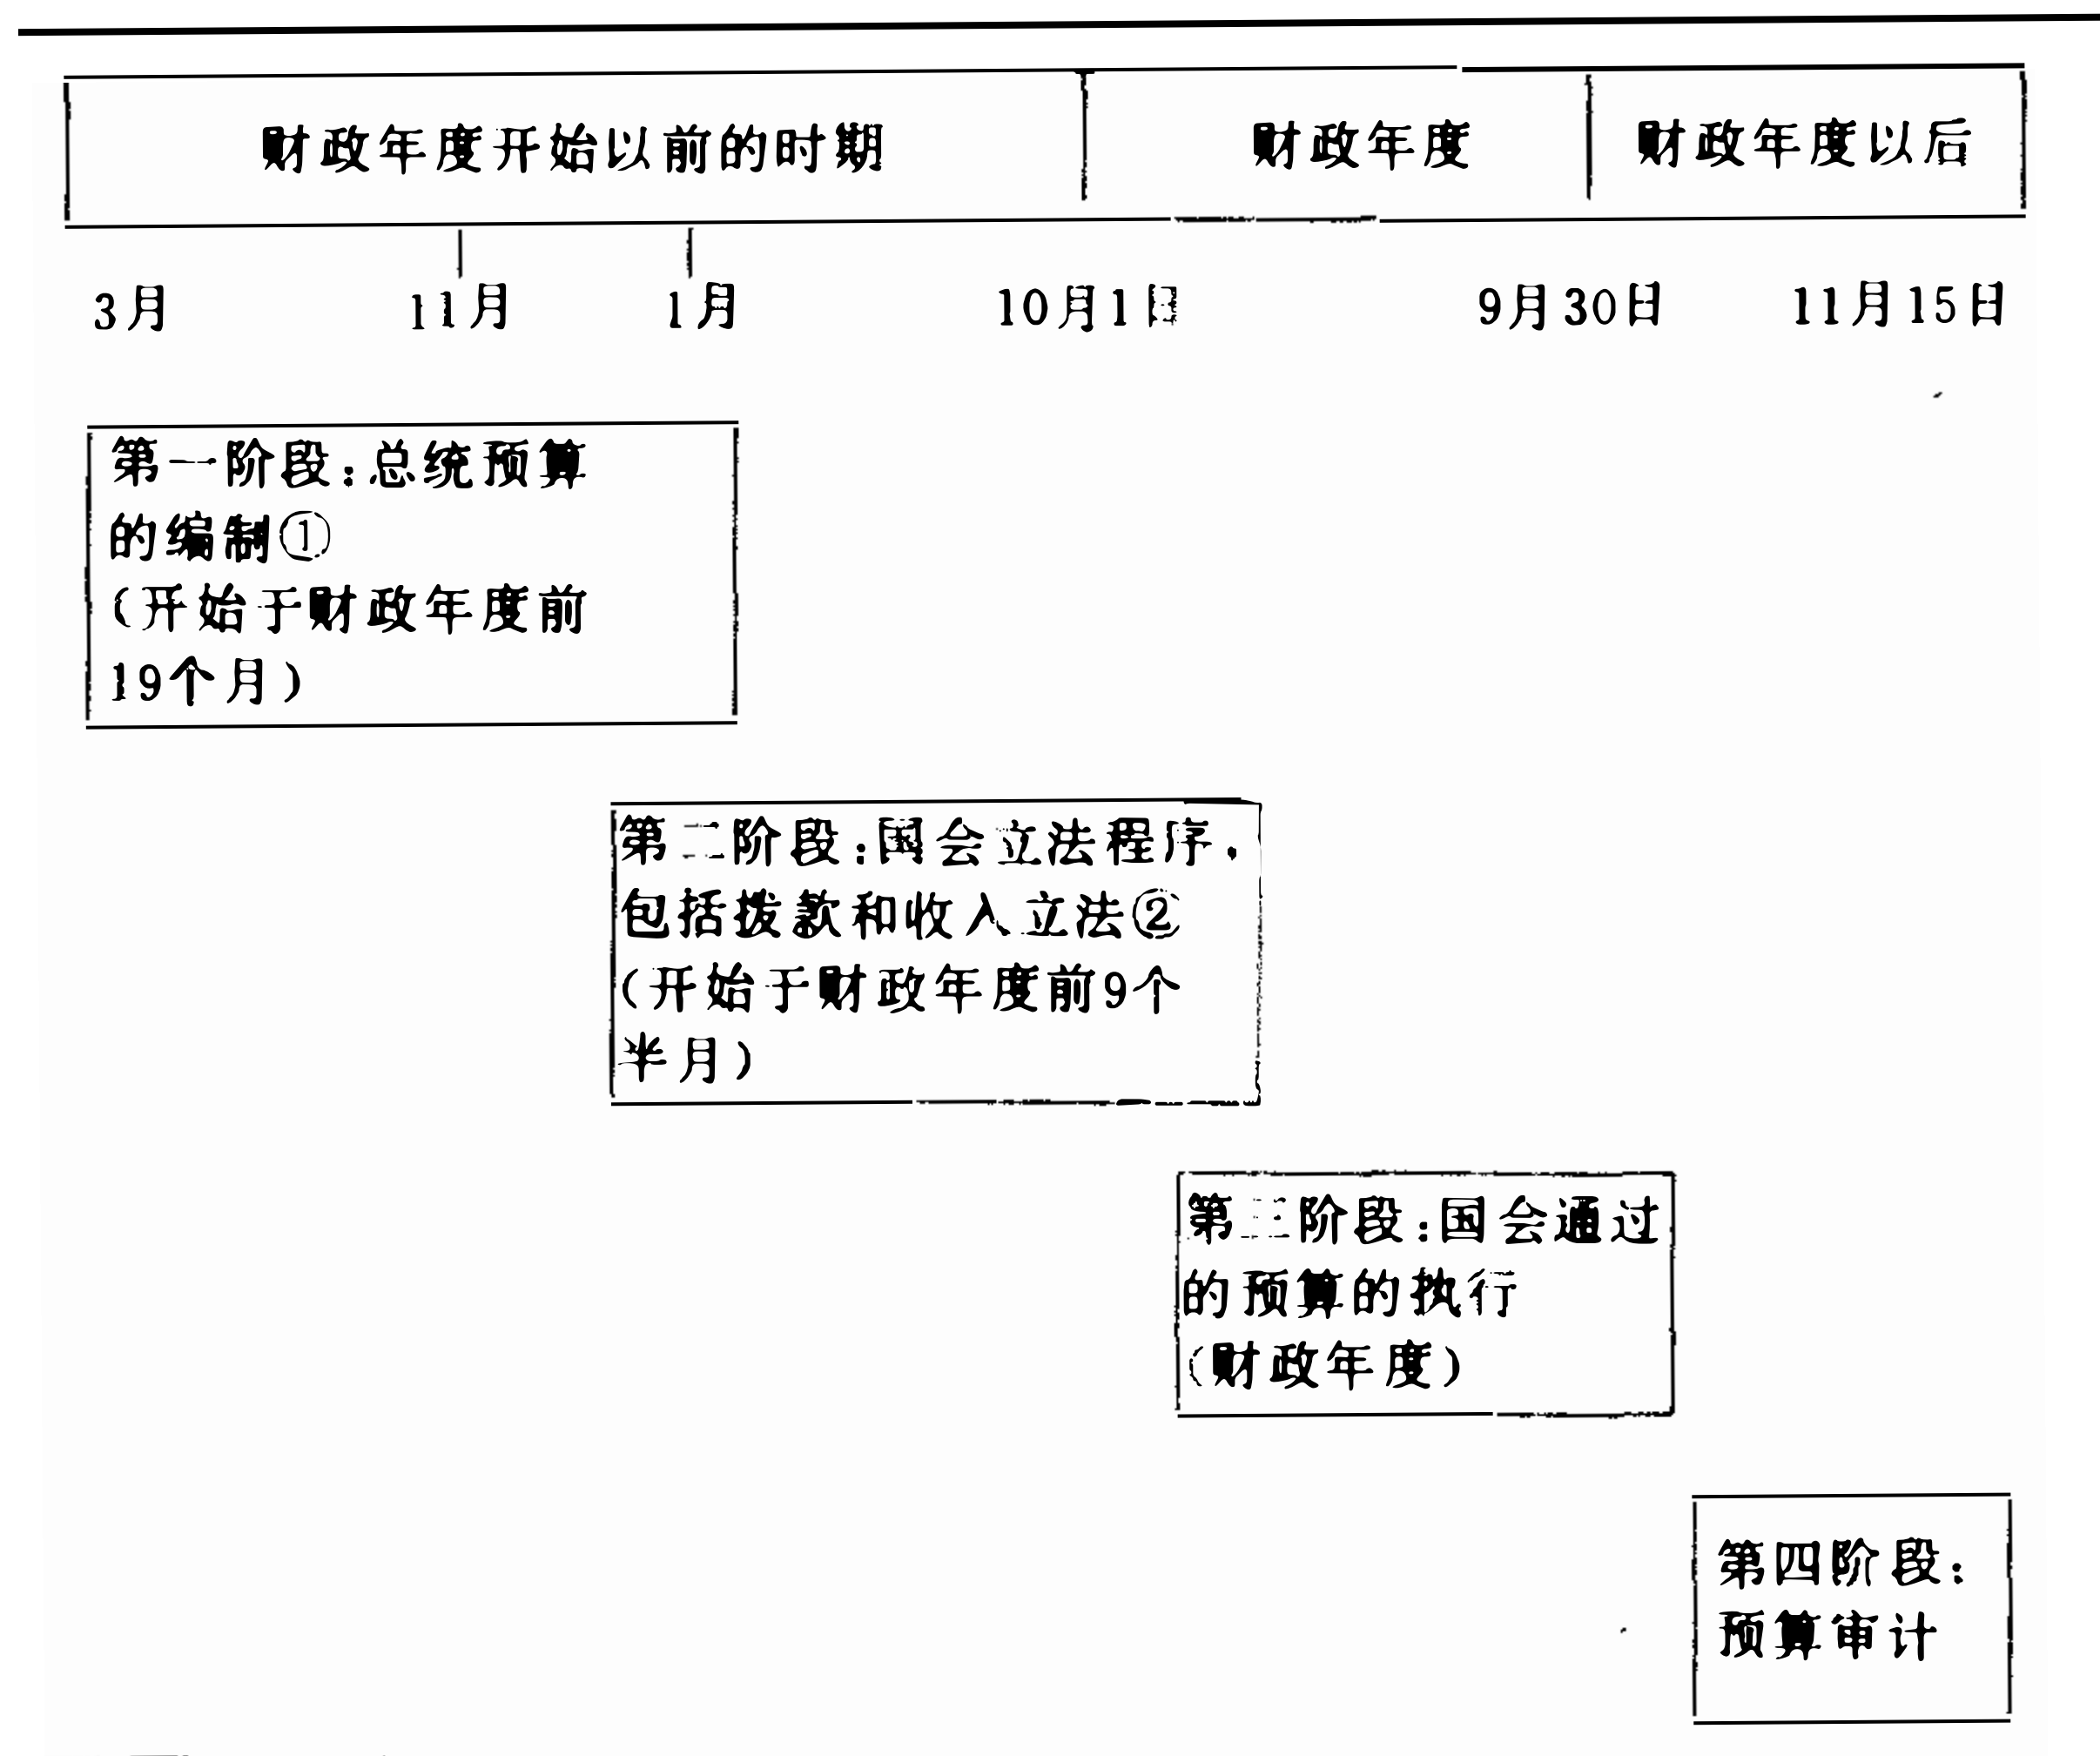 财政年度开始以前的时期 财政年度 财政年度以后
3月 11月 1月 10月1日 9月30日 11月15日
第一阶段:总统预算
的编制①
(开始于财政年度前
19个月)
第二阶段:国会立法程序,
包括拨款和收入立法②
(开始于财政年度前9个
半月)
第三阶段:国会通过
的预算的执行
(财政年度)
第四阶段:
预算审计